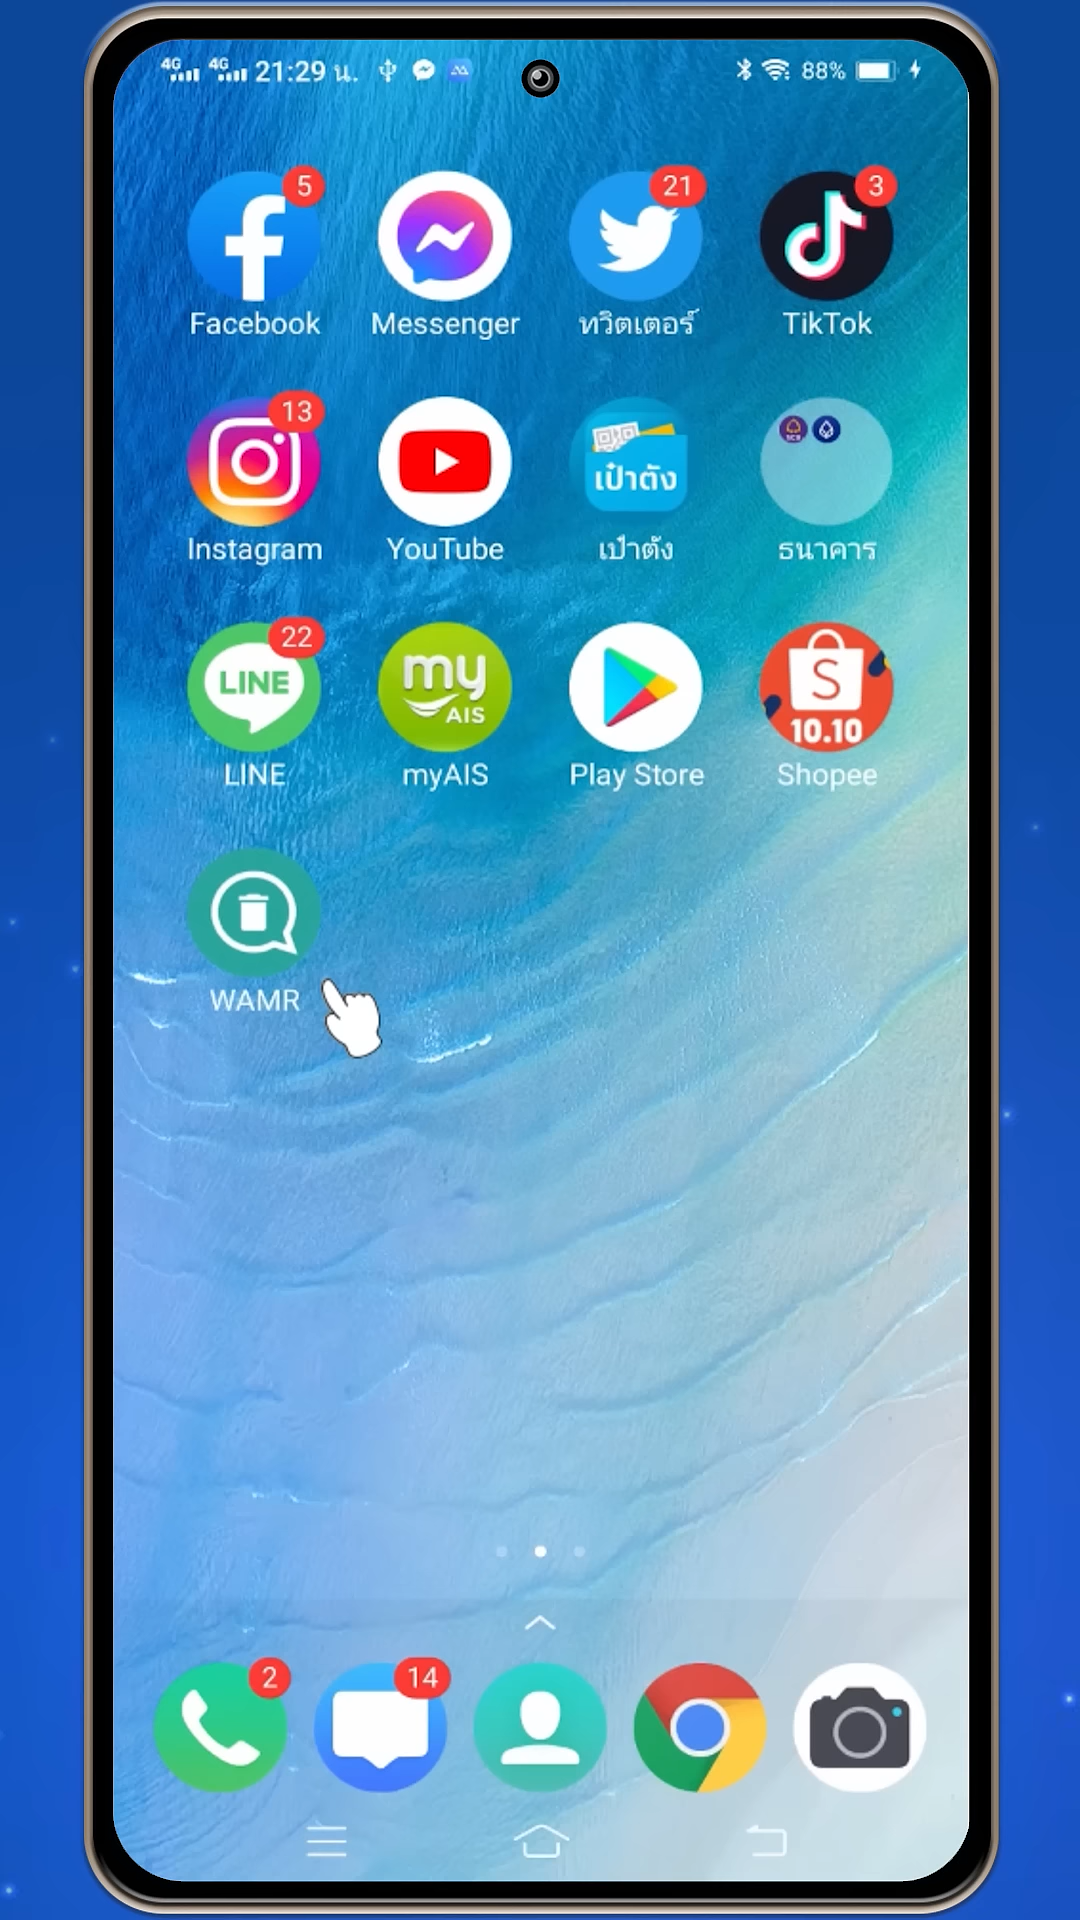 4G 4G 21:29 น. 88%
5 21 3
Facebook Messenger ทวิตเตอร์ TikTok
13
เป๋าตัง
SCB
Instagram YouTube เป๋าตัง ธนาคาร
22
LINE my AIS S 10.10
LINE myAIS Play Store Shopee
WAMR
2 14